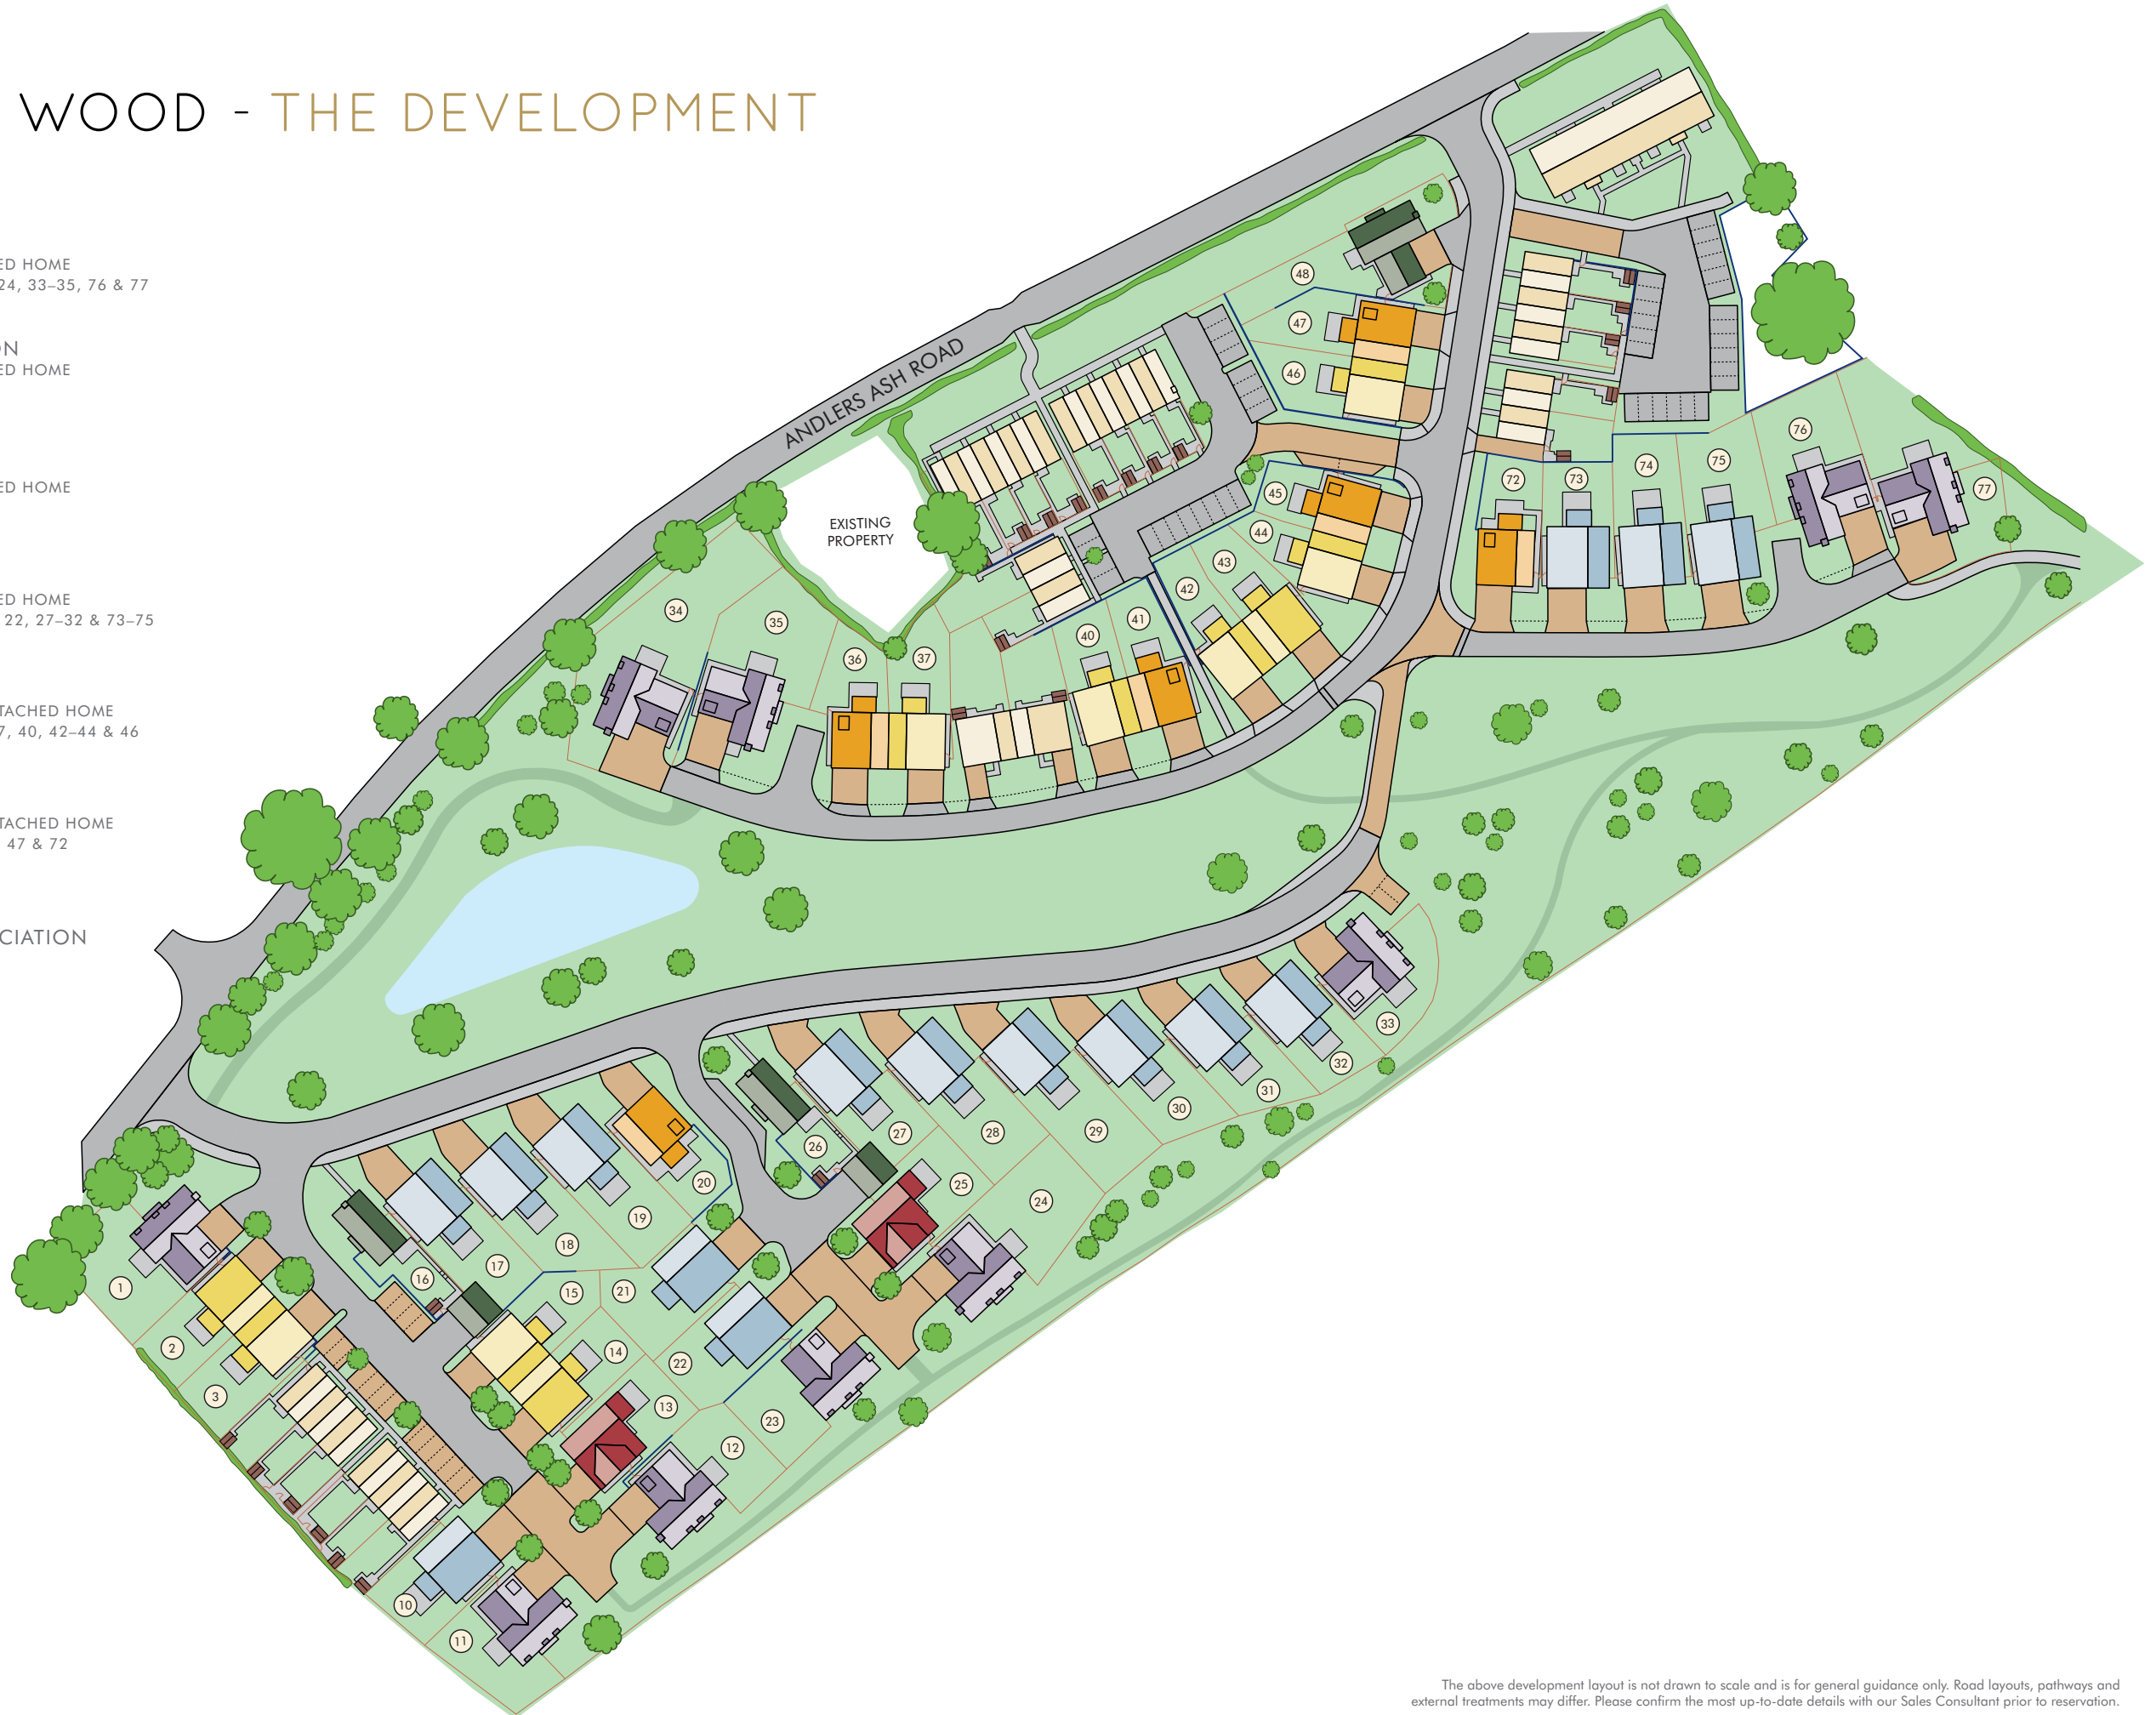 WOOD - THE DEVELOPMENT
ED HOME
24, 33–35, 76 & 77
ON
ED HOME
ED HOME
ED HOME
22, 27–32 & 73–75
TACHED HOME
7, 40, 42–44 & 46
TACHED HOME
47 & 72
CIATION
ANDLERS ASH ROAD
EXISTING
PROPERTY
48
47
46
45
44
43
42
41
40
37
36
35
34
72
73
74
75
76
77
33
32
31
30
29
28
27
26
25
24
20
19
18
17
16
15
21
14
22
13
23
12
1
2
3
10
11
The above development layout is not drawn to scale and is for general guidance only. Road layouts, pathways and
external treatments may differ. Please confirm the most up-to-date details with our Sales Consultant prior to reservation.